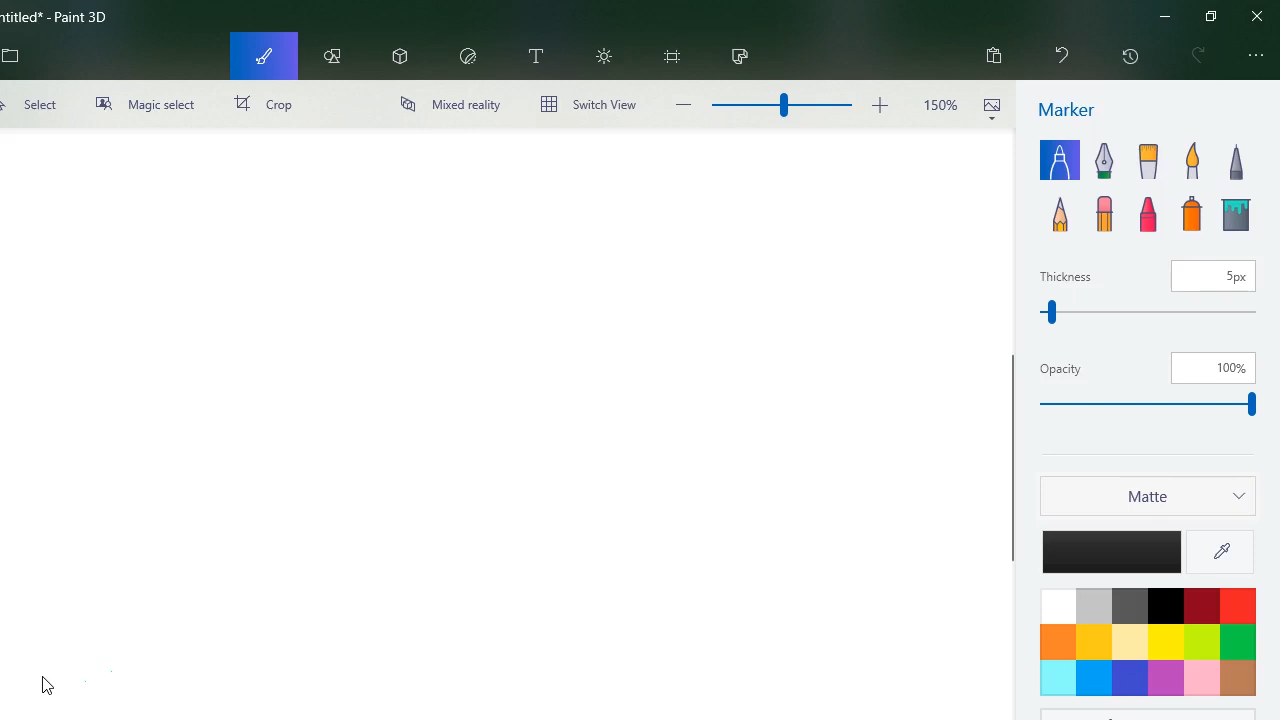 ntitled* - Paint 3D
Select
Magic select
Crop
Mixed reality
Switch View
150%
Marker
Thickness
5px
Opacity
100%
Matte